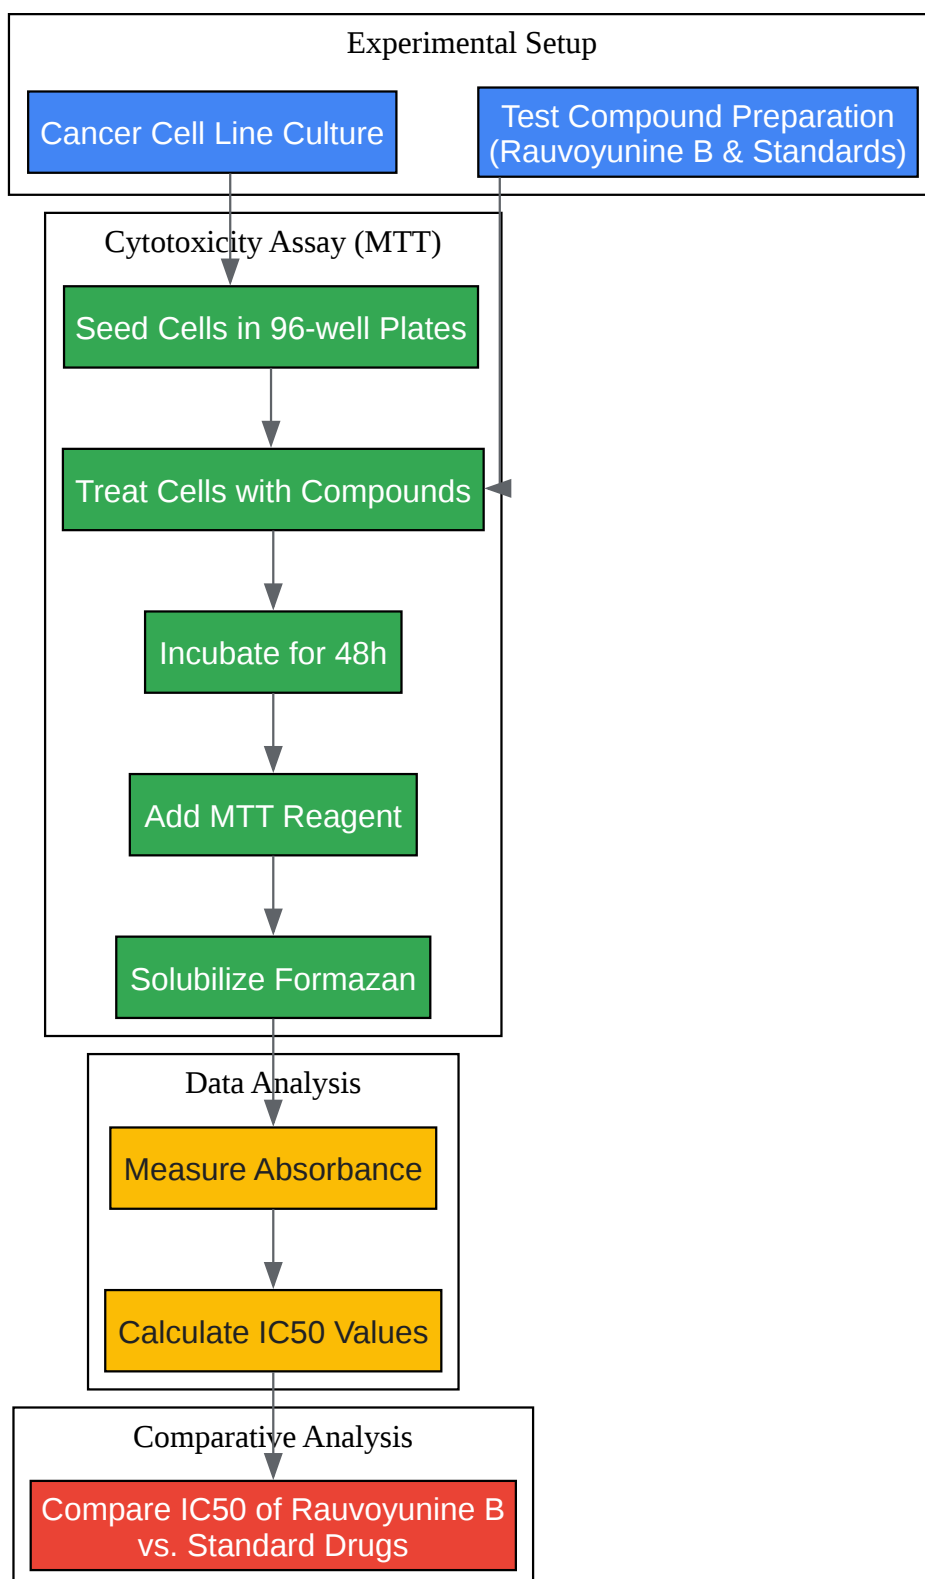 Experimental Setup
Cancer Cell Line Culture
Test Compound Preparation
(Rauvoyunine B & Standards)
Cytotoxicity Assay (MTT)
Seed Cells in 96-well Plates
Treat Cells with Compounds
Incubate for 48h
Add MTT Reagent
Solubilize Formazan
Data Analysis
Measure Absorbance
Calculate IC50 Values
Comparative Analysis
Compare IC50 of Rauvoyunine B
vs. Standard Drugs